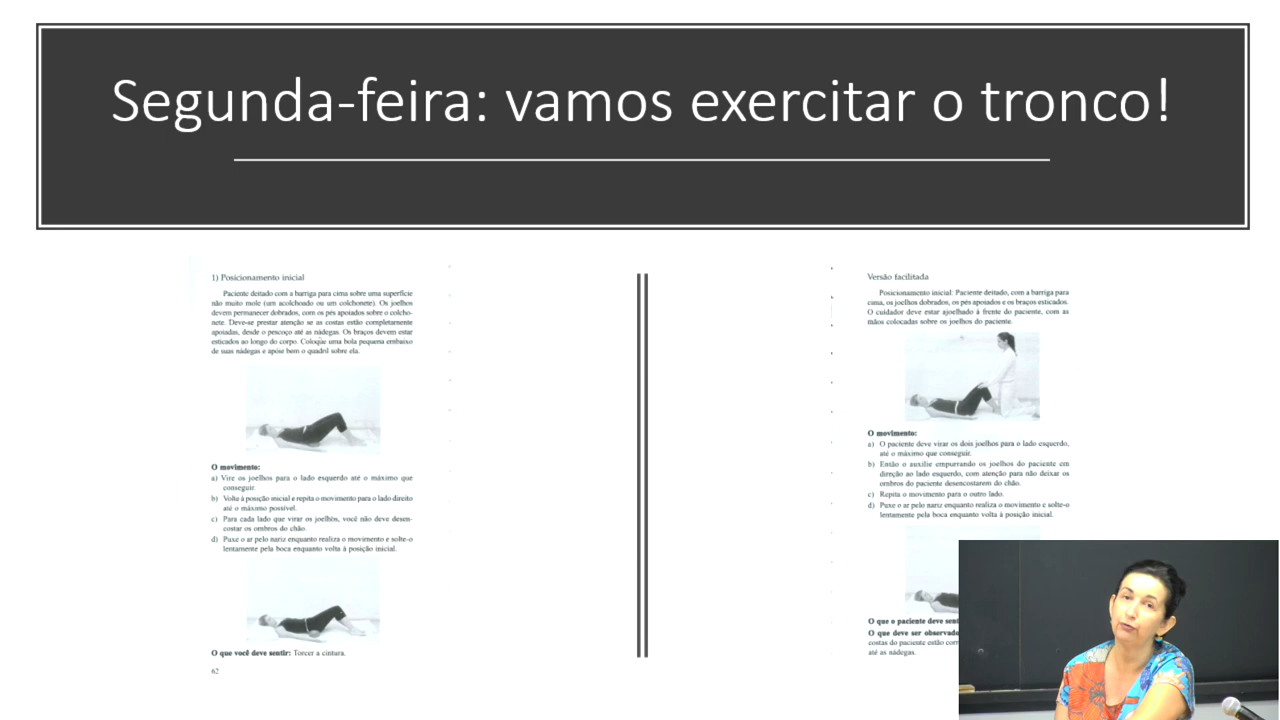 Segunda-feira: vamos exercitar o tronco!
1) Posicionamento inicial
Paciente deitado com a barriga para cima sobre uma superfície
não muito mole (um acolchoado ou um colchonete). Os joelhos
devem permanecer dobrados, com os pés apoiados sobre o colcho-
nete. Deve-se prestar atenção se as costas estão completamente
apoiadas, desde o pescoço até as nádegas. Os braços devem estar
esticados ao longo do corpo. Coloque uma bola pequena embaixo
de suas nádegas e apóie bem o quadril sobre ela.
O movimento:
a) Vire os joelhos para o lado esquerdo até o máximo que
conseguir.
b) Volte à posição inicial e repita o movimento para o lado direito
até o máximo possível.
c) Para cada lado que virar os joelhos, você não deve desen-
costar os ombros do chão.
d) Puxe o ar pelo nariz enquanto realiza o movimento e solte-o
lentamente pela boca enquanto volta à posição inicial.
O que você deve sentir: Torcer a cintura.
62
Versão facilitada
Posicionamento inicial: Paciente deitado, com a barriga para
cima, os joelhos dobrados, os pés apoiados e os braços esticados.
O cuidador deve estar ajoelhado à frente do paciente, com as
mãos colocadas sobre os joelhos do paciente.
O movimento:
a) O paciente deve virar os dois joelhos para o lado esquerdo,
até o máximo que conseguir.
b) Então o auxilie empurrando os joelhos do paciente em
direção ao lado esquerdo, com atenção para não deixar os
ombros do paciente desencostarem do chão.
c) Repita o movimento para o outro lado.
d) Puxe o ar pelo nariz enquanto realiza o movimento e solte-o
lentamente pela boca enquanto volta à posição inicial.
O que o paciente deve
O que deve ser
costas do paciente estão
até as nádegas.